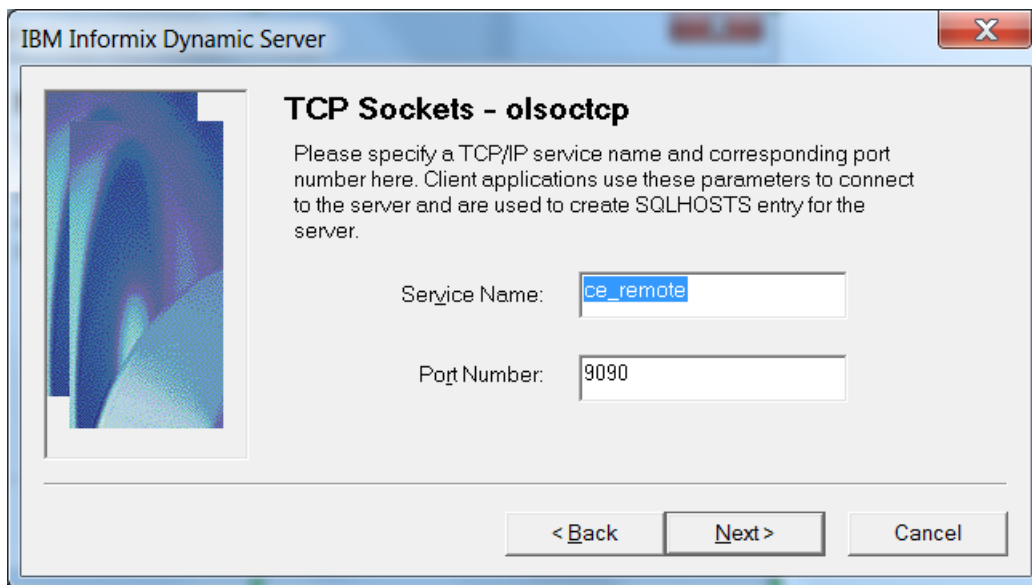 IBM Informix Dynamic Server
X
TCP Sockets - olsoctcp
Please specify a TCP/IP service name and corresponding port
number here. Client applications use these parameters to connect
to the server and are used to create SQLHOSTS entry for the
server.
Service Name: ce_remote
Port Number: 9090
< Back Next > Cancel